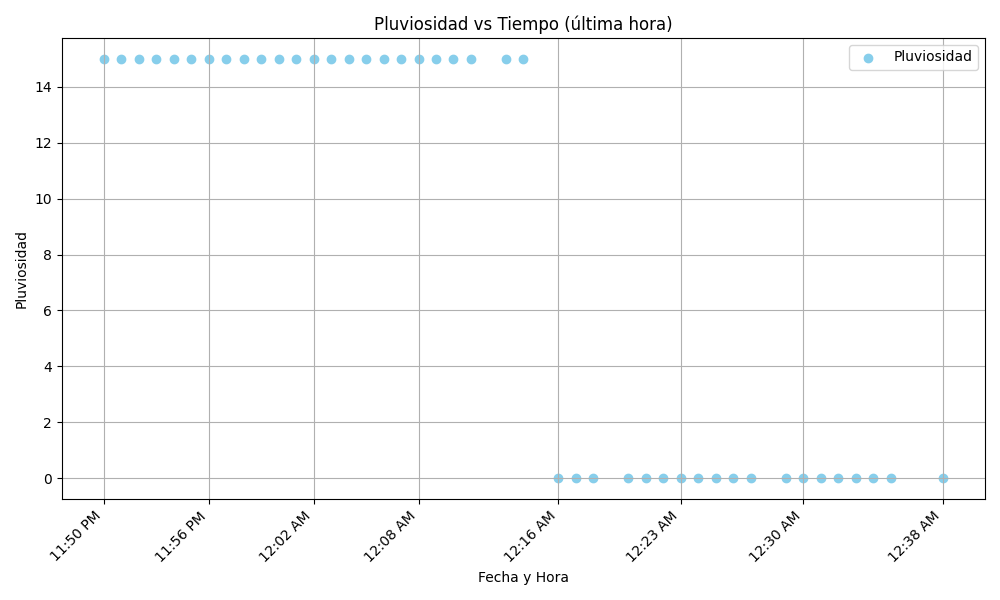 Pluviosidad vs Tiempo (última hora)
Pluviosidad
14
12
10
8
6
4
2
0
Pluviosidad
11:50 PM
11:56 PM
12:02 AM
12:08 AM
12:16 AM
12:23 AM
12:30 AM
12:38 AM
Fecha y Hora